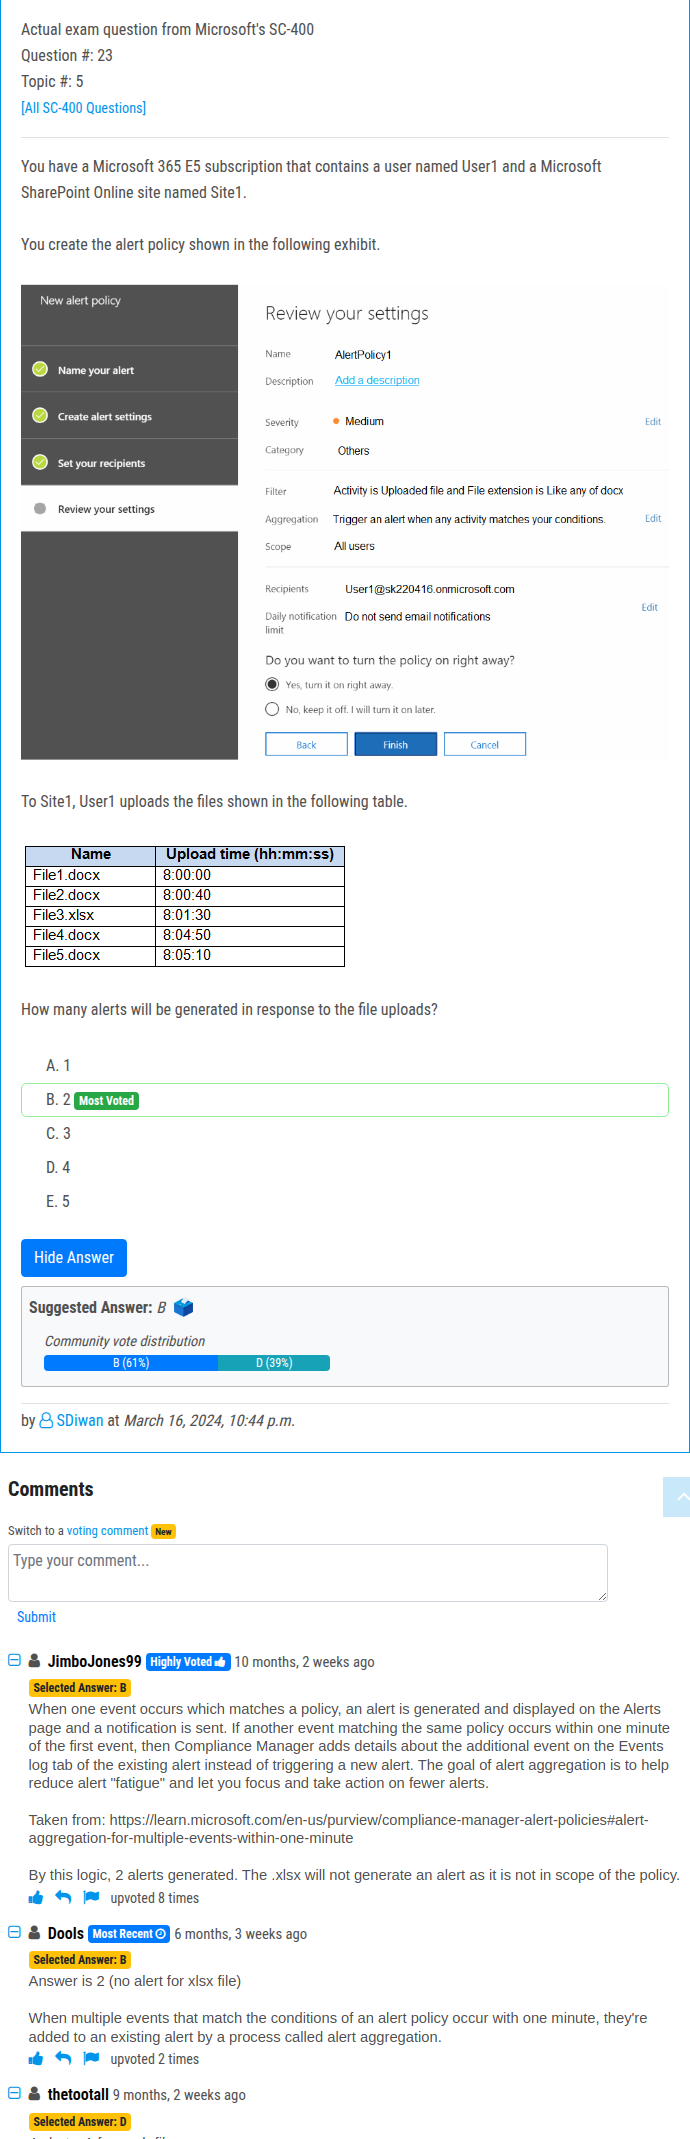 Actual exam question from Microsoft's SC-400
Question #: 23
Topic #: 5
[All SC-400 Questions]
You have a Microsoft 365 E5 subscription that contains a user named User1 and a Microsoft
SharePoint Online site named Site1.
You create the alert policy shown in the following exhibit.
New alert policy
Name your alert
Create alert settings
Set your recipients
Review your settings
Review your settings
Name AlertPolicy1
Description Add a description
Severity Medium Edit
Category Others
Filter Activity is Uploaded file and File extension is Like any of docx
Aggregation Trigger an alert when any activity matches your conditions. Edit
Scope All users
Recipients User1@sk220416.onmicrosoft.com
Edit
Daily notification Do not send email notifications
limit
Do you want to turn the policy on right away?
Yes, turn it on right away.
No, keep it off. I will turn it on later.
Back Finish Cancel
To Site1, User1 uploads the files shown in the following table.
Name Upload time (hh:mm:ss)
File1.docx 8:00:00
File2.docx 8:00:40
File3.xlsx 8:01:30
File4.docx 8:04:50
File5.docx 8:05:10
How many alerts will be generated in response to the file uploads?
A. 1
B. 2 Most Voted
C. 3
D. 4
E. 5
Hide Answer
Suggested Answer: B
Community vote distribution
B (61%) D (39%)
by SDiwan at March 16, 2024, 10:44 p.m.
Comments
Switch to a voting comment New
Type your comment...
Submit
JimboJones99 Highly Voted 10 months, 2 weeks ago
Selected Answer: B
When one event occurs which matches a policy, an alert is generated and displayed on the Alerts
page and a notification is sent. If another event matching the same policy occurs within one minute
of the first event, then Compliance Manager adds details about the additional event on the Events
log tab of the existing alert instead of triggering a new alert. The goal of alert aggregation is to help
reduce alert "fatigue" and let you focus and take action on fewer alerts.
Taken from: https://learn.microsoft.com/en-us/purview/compliance-manager-alert-policies#alert-
aggregation-for-multiple-events-within-one-minute
By this logic, 2 alerts generated. The .xlsx will not generate an alert as it is not in scope of the policy.
upvoted 8 times
Dools Most Recent 6 months, 3 weeks ago
Selected Answer: B
Answer is 2 (no alert for xlsx file)
When multiple events that match the conditions of an alert policy occur with one minute, they're
added to an existing alert by a process called alert aggregation.
upvoted 2 times
thetootall 9 months, 2 weeks ago
Selected Answer: D